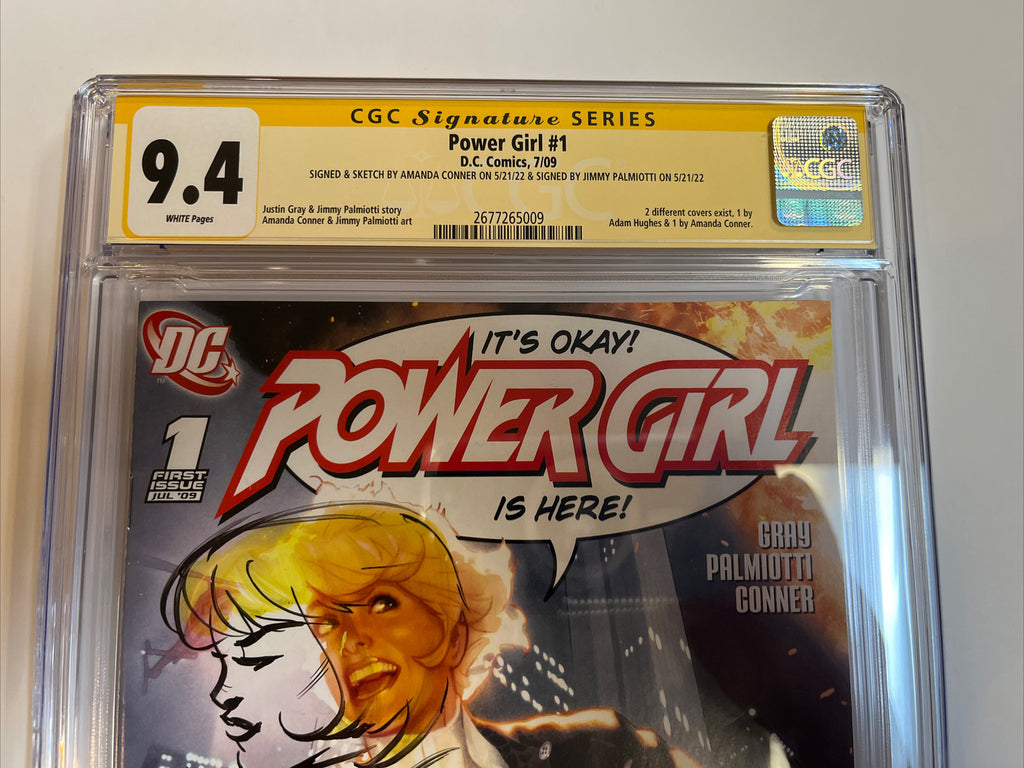 CGC Signature SERIES
9.4
WHITE Pages
Power Girl #1
D.C. Comics, 7/09
SIGNED & SKETCH BY AMANDA CONNER ON 5/21/22 & SIGNED BY JIMMY PALMIOTTI ON 5/21/22
Justin Gray & Jimmy Palmiotti story
Amanda Conner & Jimmy Palmiotti art
2677265009
2 different covers exist, 1 by
Adam Hughes & 1 by Amanda Conner.
CGC
CGC
DC
TM
IT'S OKAY!
POWER GIRL
IS HERE!
1
FIRST
ISSUE
JUL '09
GRAY
PALMIOTTI
CONNER